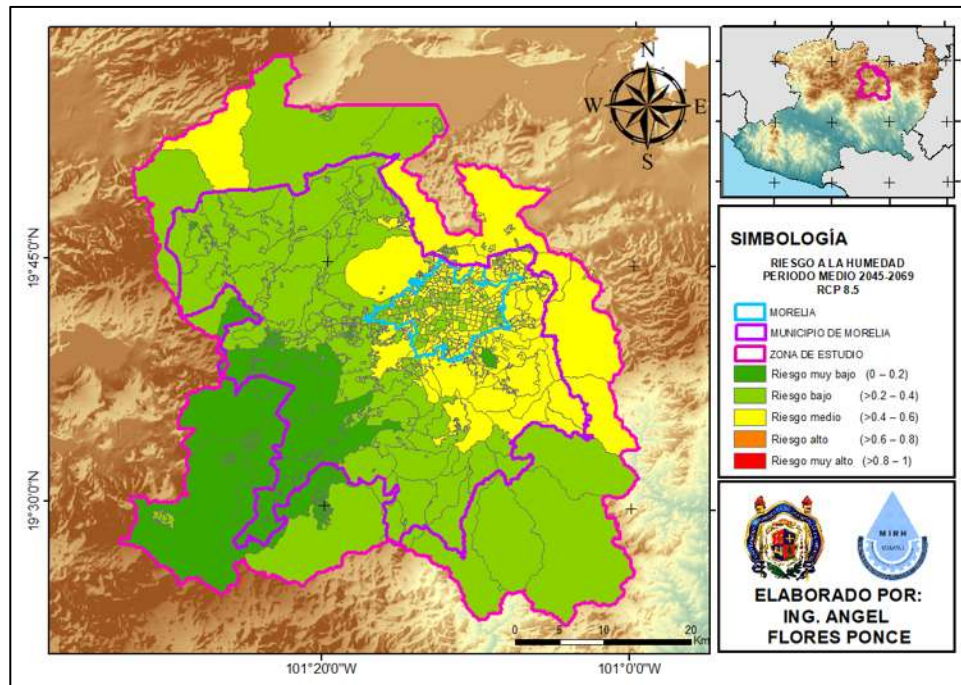 N
W
E
S
19°45'0"N
19°30'0"N
101°20'0"W
101°0'0"W
0 5 10 20
Km
SIMBOLOGÍA
RIESGO A LA HUMEDAD
PERIODO MEDIO 2045-2069
RCP 8.5
MORELIA
MUNICIPIO DE MORELIA
ZONA DE ESTUDIO
Riesgo muy bajo (0 – 0.2)
Riesgo bajo (>0.2 – 0.4)
Riesgo medio (>0.4 – 0.6)
Riesgo alto (>0.6 – 0.8)
Riesgo muy alto (>0.8 – 1)
MIRH
ELABORADO POR:
ING. ANGEL
FLORES PONCE